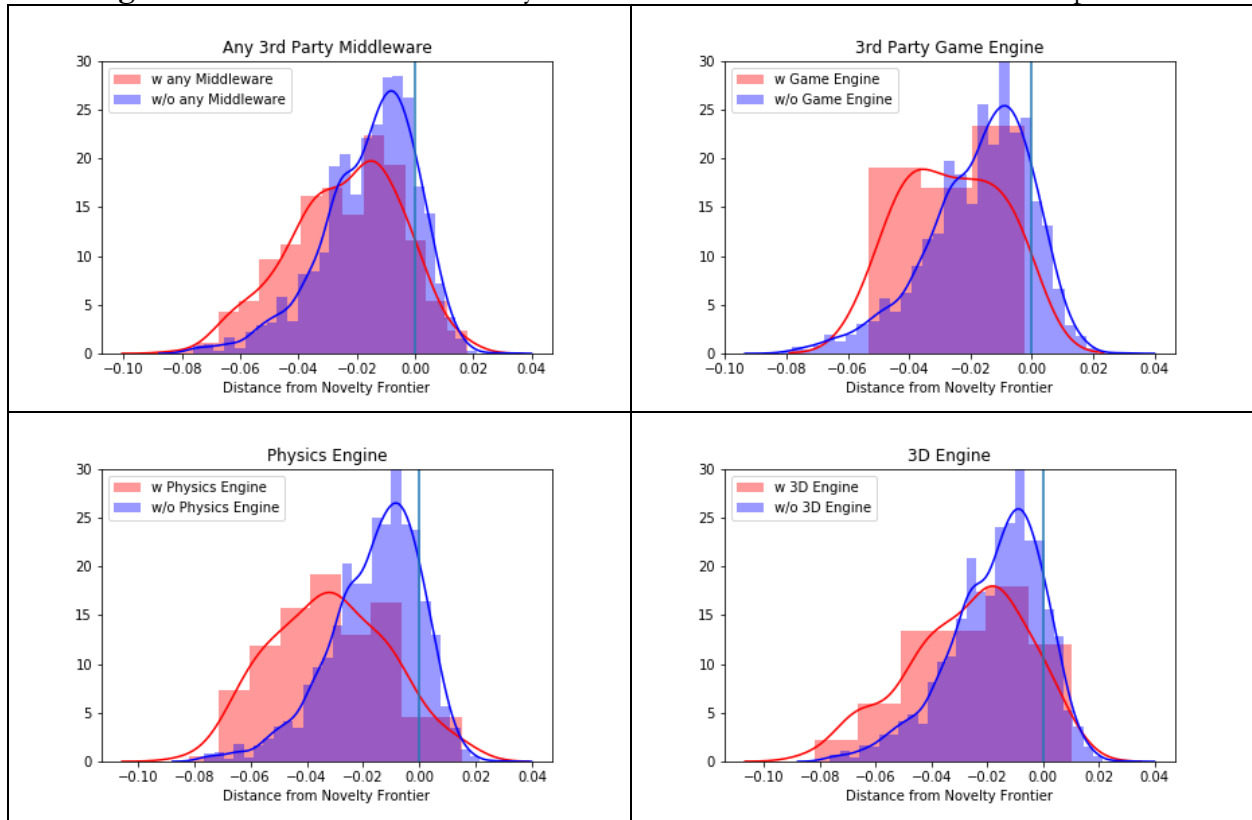 Any 3rd Party Middleware
30
25
20
15
10
5
0
w any Middleware
w/o any Middleware
−0.10 −0.08 −0.06 −0.04 −0.02 0.00 0.02 0.04
Distance from Novelty Frontier
3rd Party Game Engine
30
25
20
15
10
5
0
w Game Engine
w/o Game Engine
−0.10 −0.08 −0.06 −0.04 −0.02 0.00 0.02 0.04
Distance from Novelty Frontier
Physics Engine
30
25
20
15
10
5
0
w Physics Engine
w/o Physics Engine
−0.10 −0.08 −0.06 −0.04 −0.02 0.00 0.02 0.04
Distance from Novelty Frontier
3D Engine
30
25
20
15
10
5
0
w 3D Engine
w/o 3D Engine
−0.10 −0.08 −0.06 −0.04 −0.02 0.00 0.02 0.04
Distance from Novelty Frontier